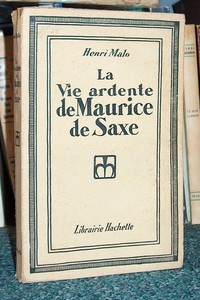 Henri Malo
La
Vie ardente
de Maurice
de Saxe
Librairie Hachette